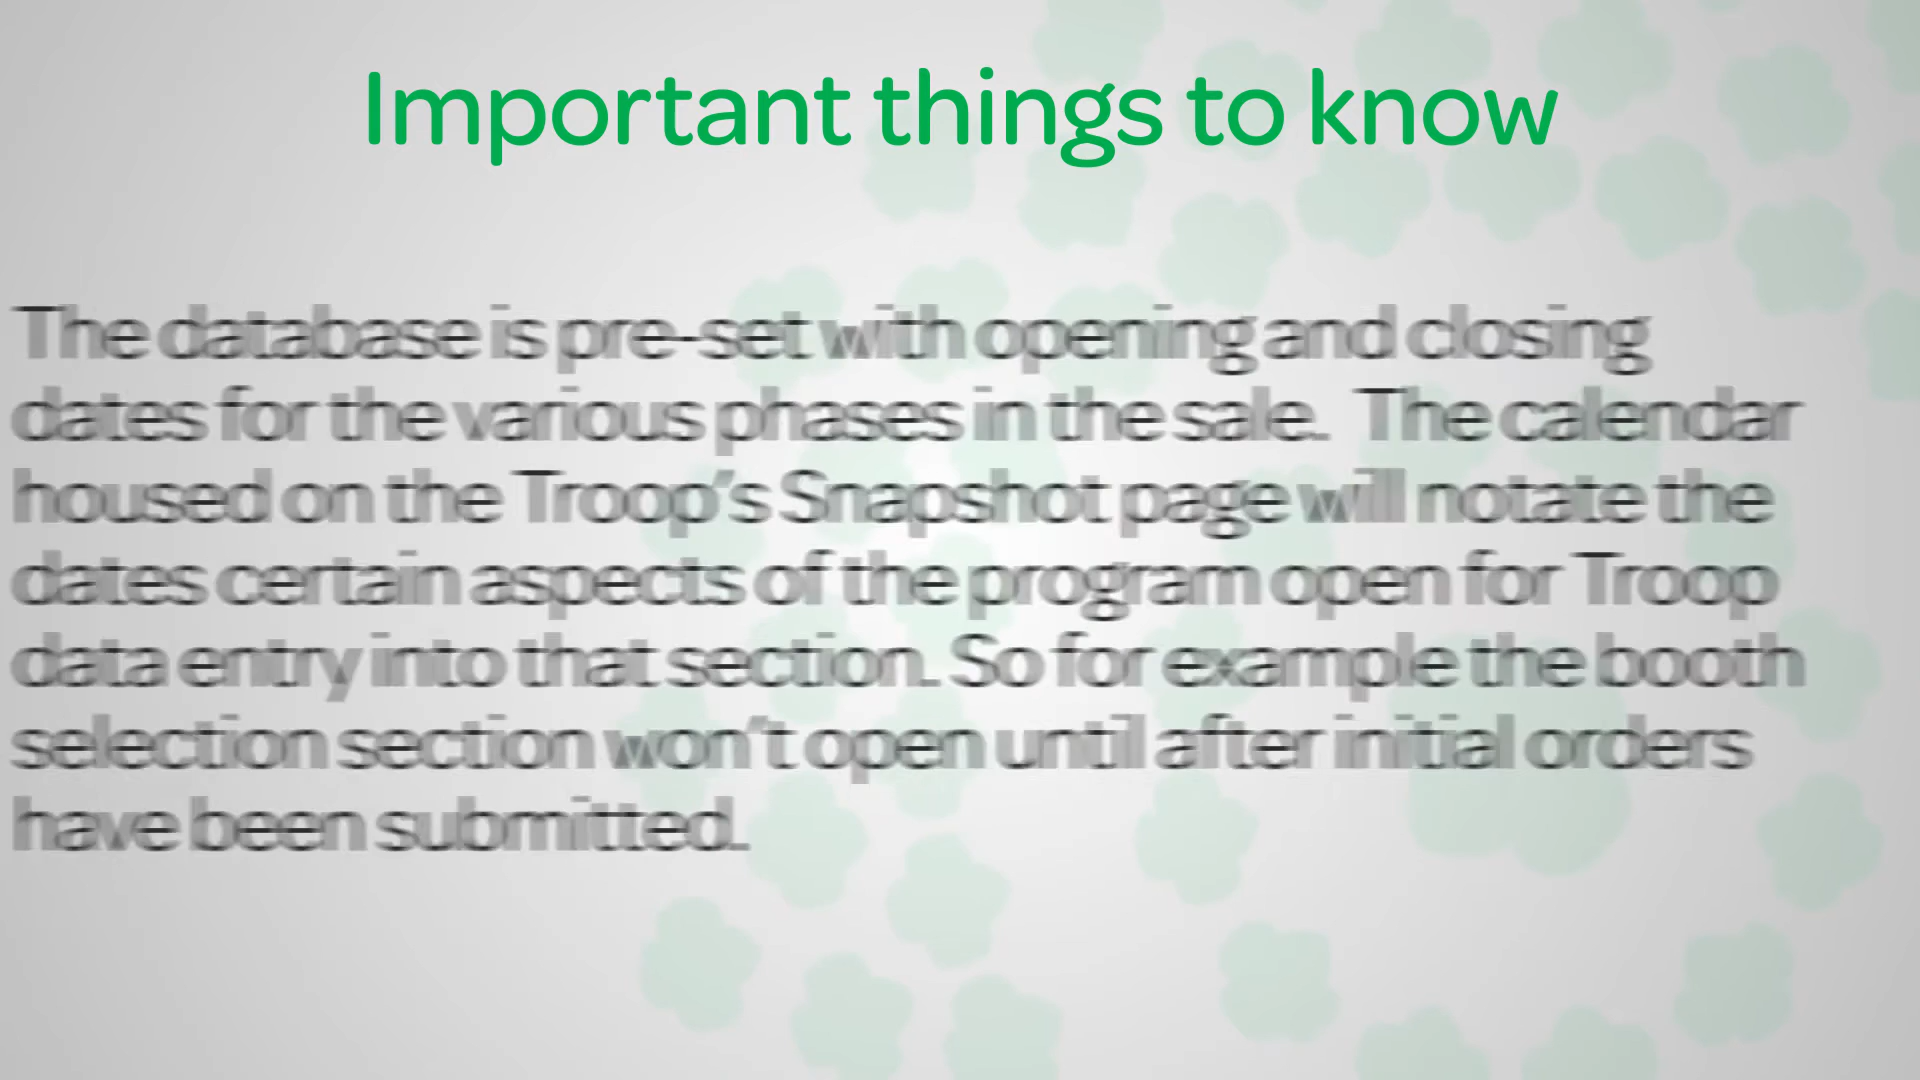 Important things to know
The database is pre-set with opening and closing
dates for the various phases in the sale. The calendar
housed on the Troop's Snapshot page will notate the
dates certain aspects of the program open for Troop
data entry into that section. So for example the booth
selection section won't open until after initial orders
have been submitted.